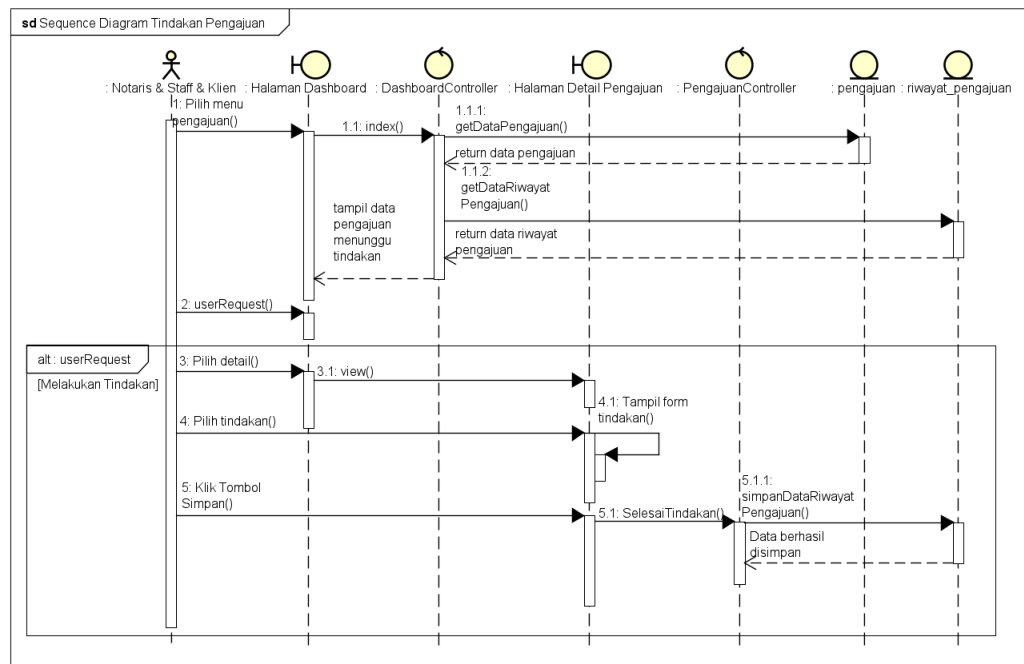 sd Sequence Diagram Tindakan Pengajuan
: Notaris & Staff & Klien
: Halaman Dashboard
: DashboardController
: Halaman Detail Pengajuan
: PengajuanController
: pengajuan
: riwayat_pengajuan
1: Pilih menu
pengajuan()
1.1: index()
1.1.1:
getDataPengajuan()
return data pengajuan
1.1.2:
getDataRiwayat
Pengajuan()
return data riwayat
pengajuan
tampil data
pengajuan
menunggu
tindakan
2: userRequest()
alt : userRequest
[Melakukan Tindakan]
3: Pilih detail()
3.1: view()
4: Pilih tindakan()
4.1: Tampil form
tindakan()
5: Klik Tombol
Simpan()
5.1: SelesaiTindakan()
5.1.1:
simpanDataRiwayat
Pengajuan()
Data berhasil
disimpan